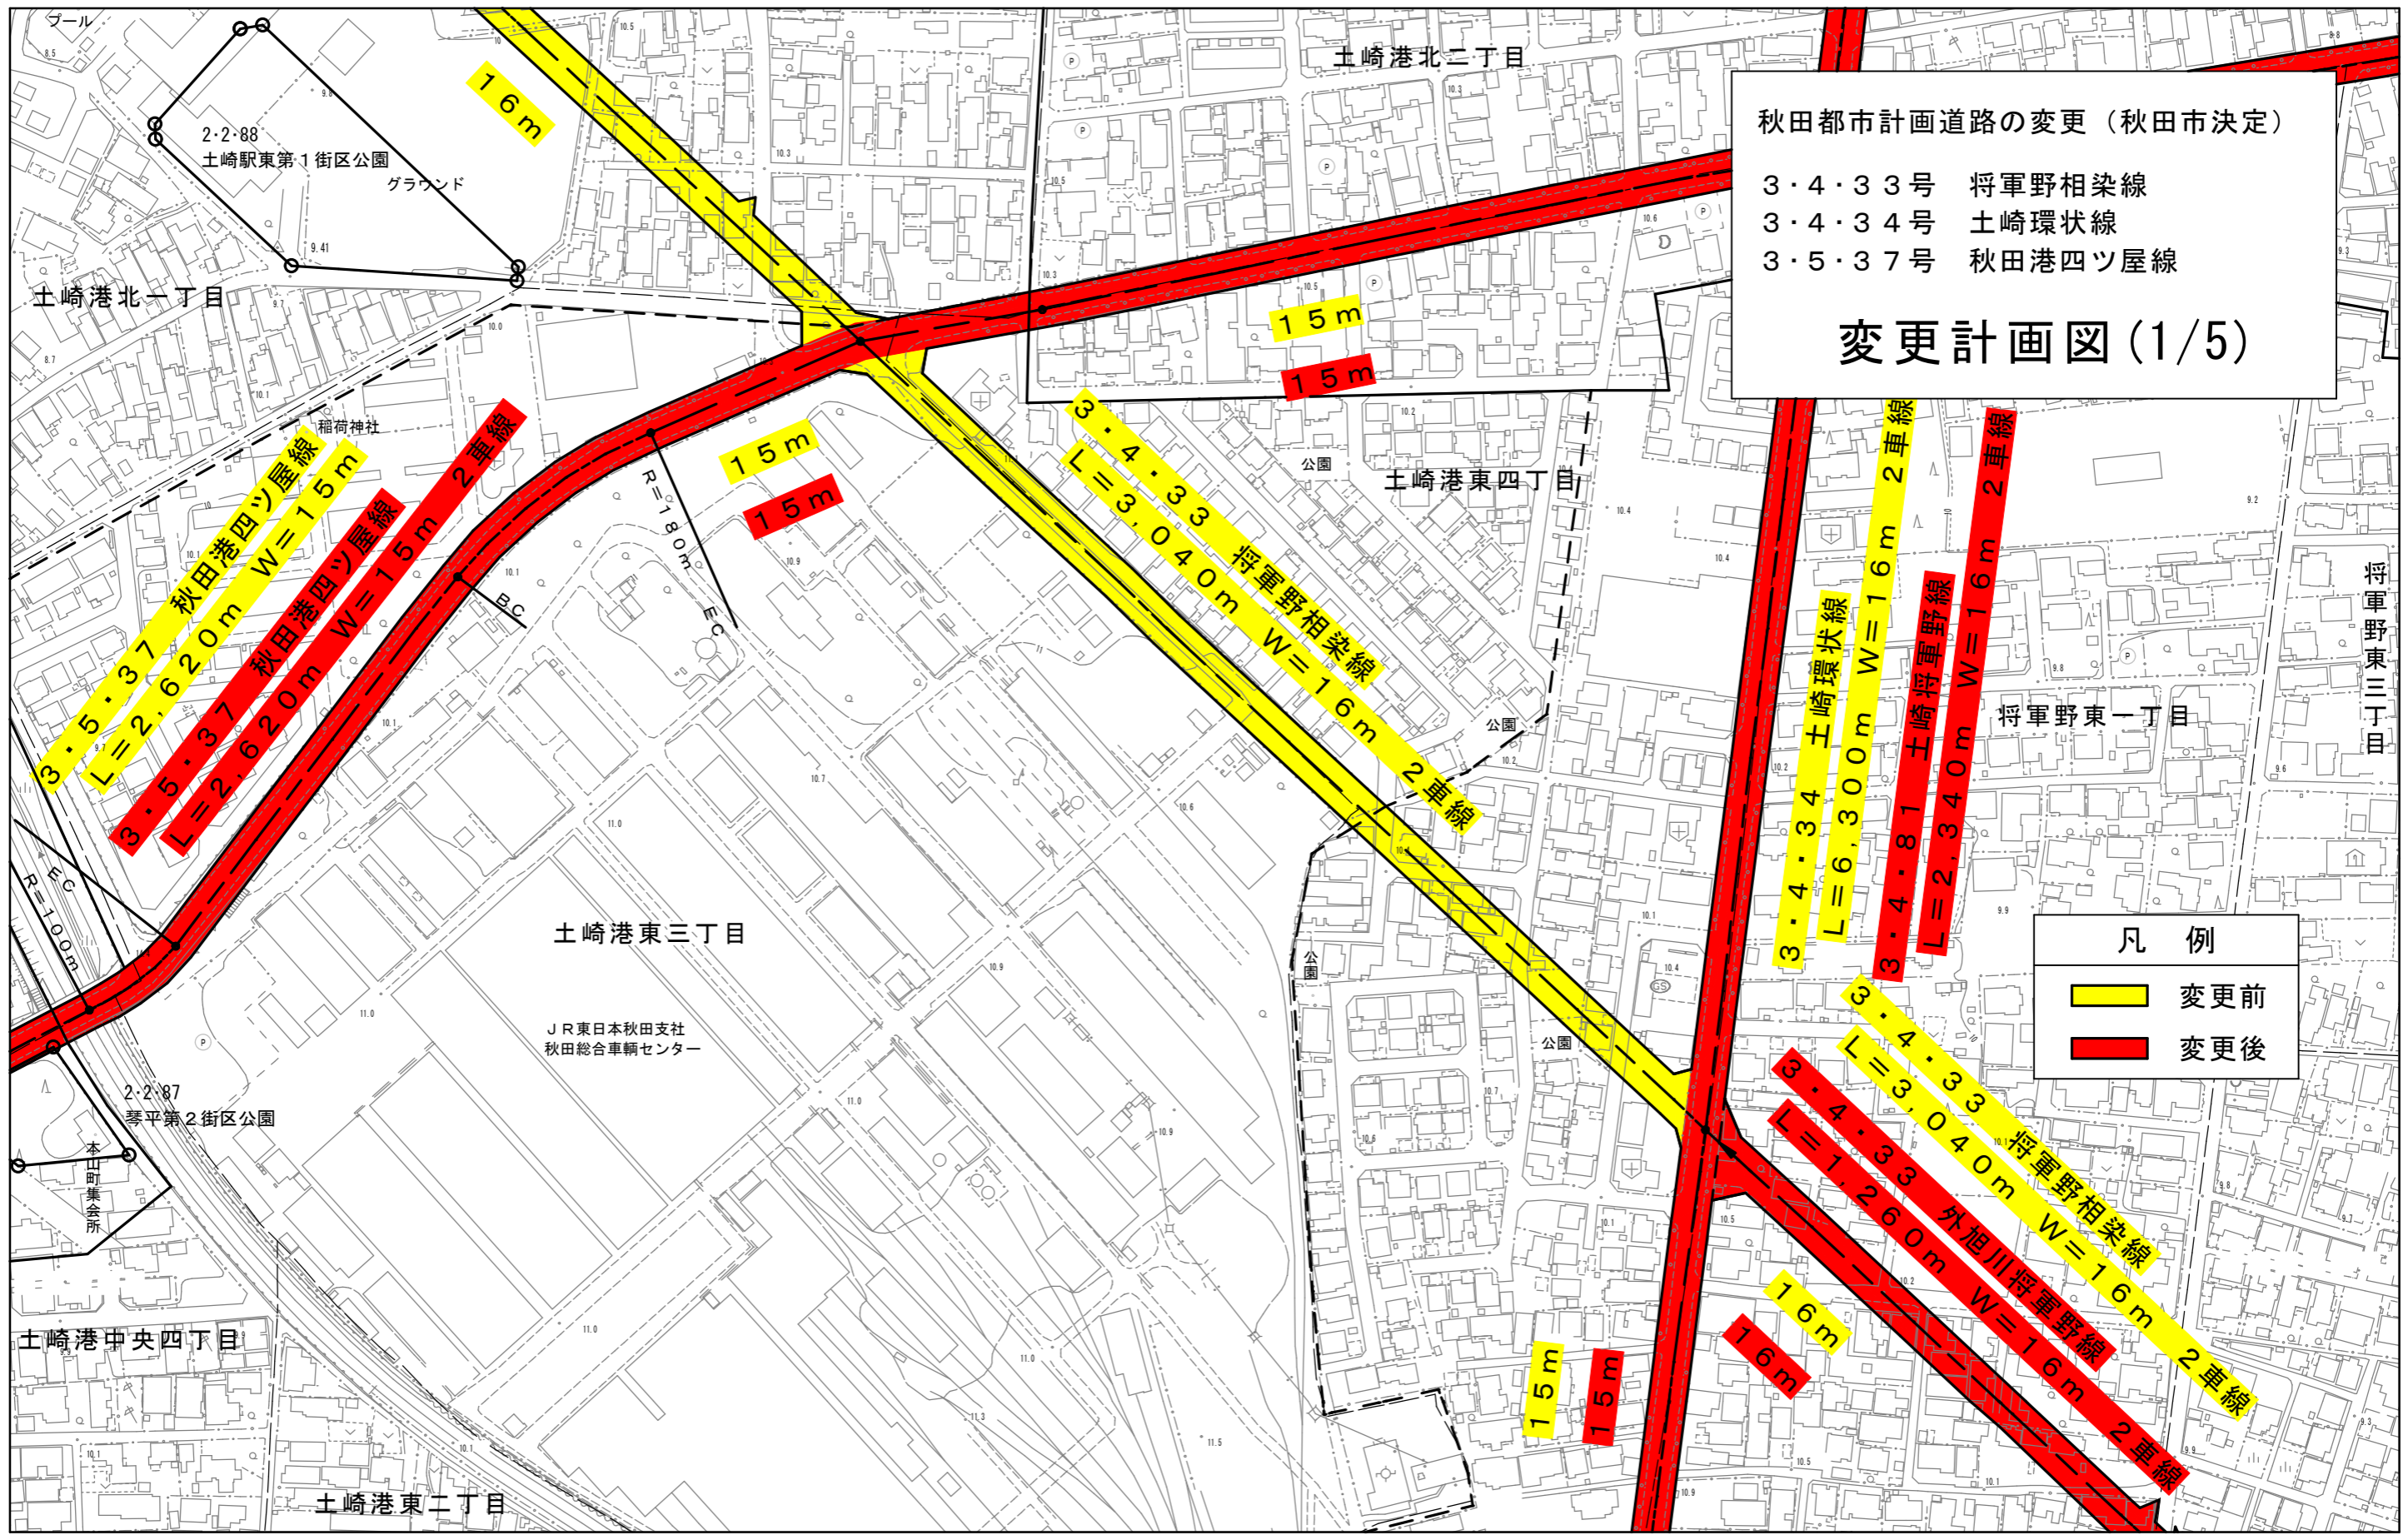 秋田都市計画道路の変更（秋田市決定）
3・4・33号　将軍野相染線
3・4・34号　土崎環状線
3・5・37号　秋田港四ツ屋線
変更計画図(1/5)
プール
16m
土崎港北二丁目
2・2・88
土崎駅東第1街区公園
グラウンド
9.41
土崎港北一丁目
稲荷神社
15m
15m
15m
15m
R=180m
EC
BC
3・5・37　秋田港四ツ屋線
L=2,620m　W=15m
3・5・37　秋田港四ツ屋線
L=2,620m　W=15m　2車線
3・4・33　将軍野相染線
L=3,040m　W=16m　2車線
公園
土崎港東四丁目
公園
3・4・34　土崎環状線
L=6,300m　W=16m　2車線
3・4・81　土崎将軍野線
L=2,340m　W=16m　2車線
将軍野東一丁目
将軍野東三丁目
EC
R=100m
土崎港東三丁目
JR東日本秋田支社
秋田総合車輌センター
公園
公園
GS
凡　例
変更前
変更後
3・4・33　将軍野相染線
L=3,040m　W=16m　2車線
3・4・33　外旭川将軍野線
L=1,260m　W=16m　2車線
2・2・87
琴平第2街区公園
本山町集会所
16m
16m
15m
15m
土崎港中央四丁目
土崎港東二丁目